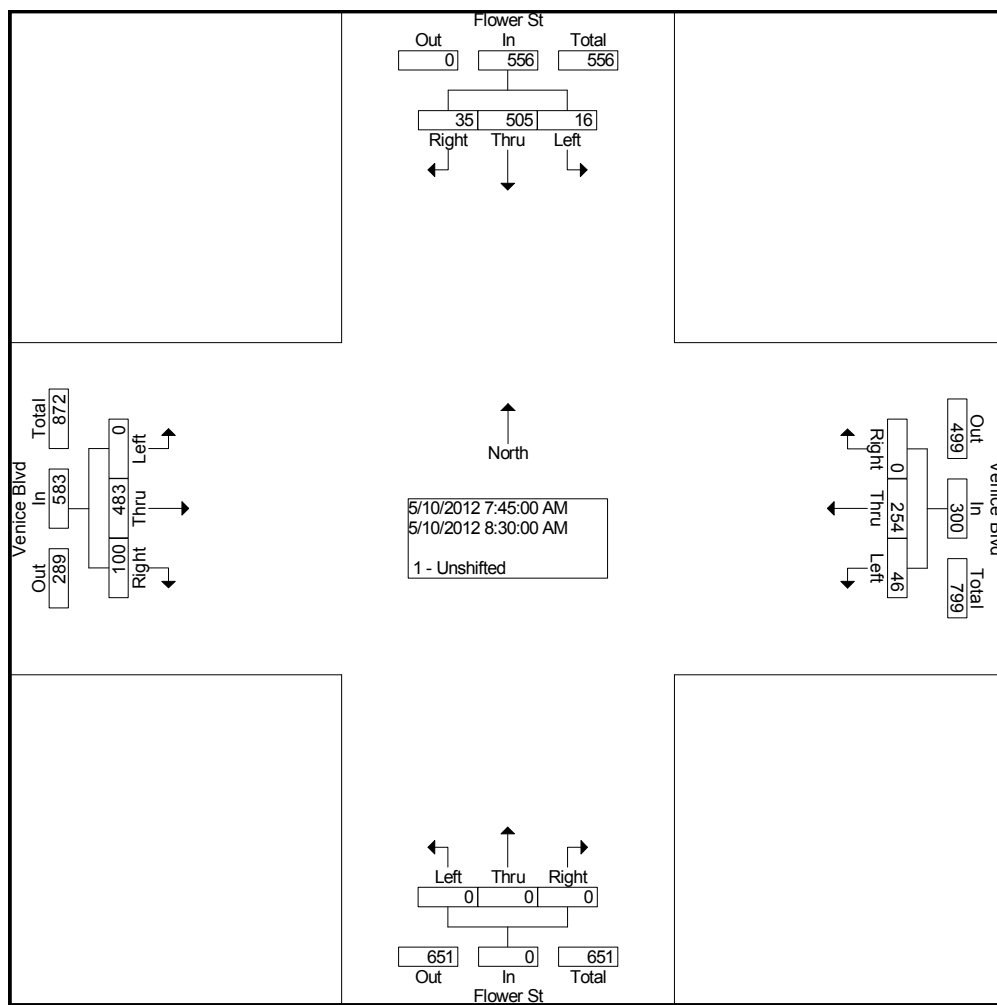 Flower St
Out In Total
0 556 556
35 505 16
Right Thru Left
Venice Blvd
Total In Out
872 583 289
0 483 100
Left Thru Right
North
5/10/2012 7:45:00 AM
5/10/2012 8:30:00 AM
1 - Unshifted
Right Thru Left
0 254 46
499 300 799
Out In Total
Venice Blvd
Left Thru Right
0 0 0
651 0 651
Out In Total
Flower St